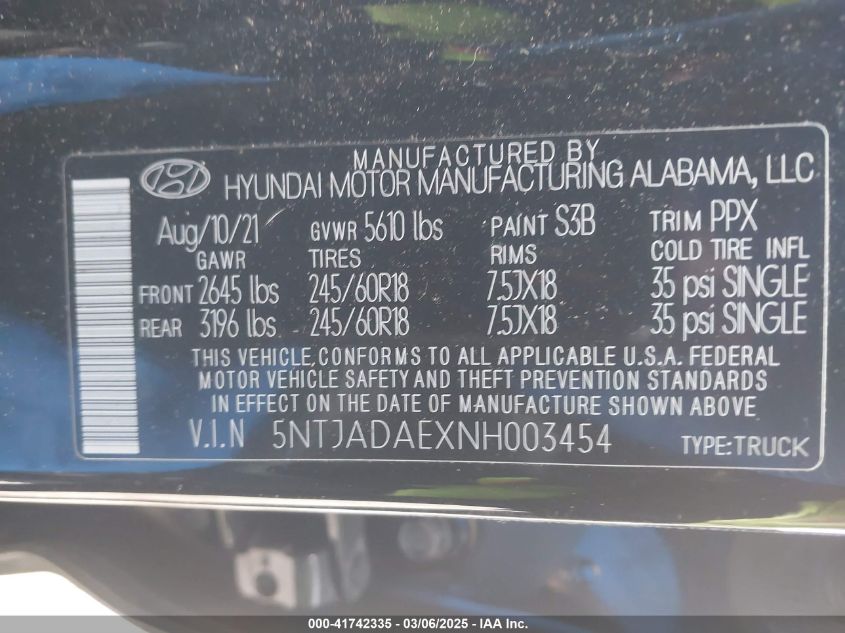 MANUFACTURED BY
HYUNDAI MOTOR MANUFACTURING ALABAMA, LLC
Aug/10/21 GVWR 5610 lbs PAINT S3B TRIM PPX
GAWR TIRES RIMS COLD TIRE INFL
FRONT 2645 lbs 245/60R18 7.5JX18 35 psi SINGLE
REAR 3196 lbs 245/60R18 7.5JX18 35 psi SINGLE
THIS VEHICLE CONFORMS TO ALL APPLICABLE U.S.A. FEDERAL
MOTOR VEHICLE SAFETY AND THEFT PREVENTION STANDARDS
IN EFFECT ON THE DATE OF MANUFACTURE SHOWN ABOVE.
V.I.N 5NTJADAEXNH003454 TYPE:TRUCK
000-41742335 - 03/06/2025 - IAA, Inc.